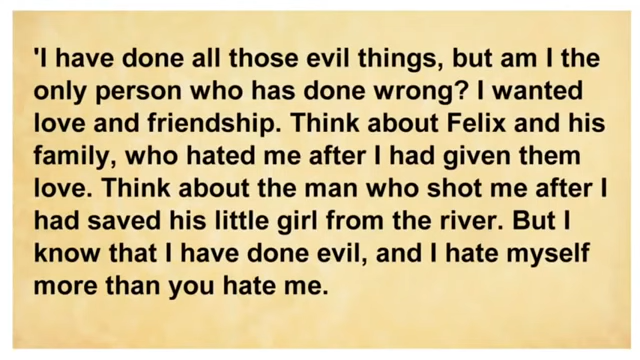 'I have done all those evil things, but am I the
only person who has done wrong? I wanted
love and friendship. Think about Felix and his
family, who hated me after I had given them
love. Think about the man who shot me after I
had saved his little girl from the river. But I
know that I have done evil, and I hate myself
more than you hate me.